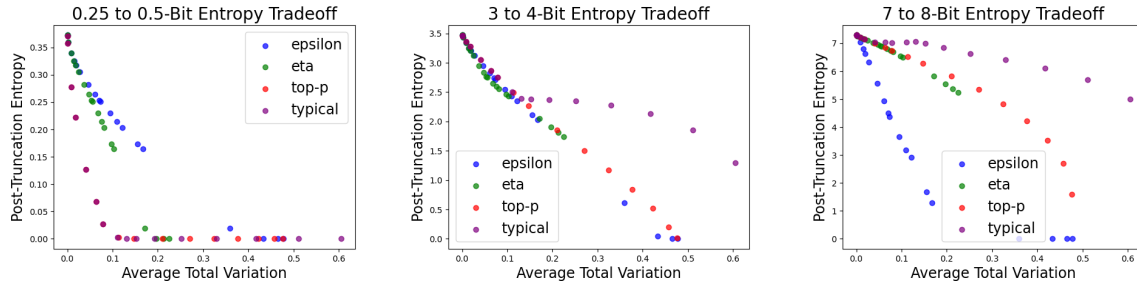 0.25 to 0.5-Bit Entropy Tradeoff
Post-Truncation Entropy
0.35
0.30
0.25
0.20
0.15
0.10
0.05
0.00
epsilon
eta
top-p
typical
0.0 0.1 0.2 0.3 0.4 0.5 0.6
Average Total Variation
3 to 4-Bit Entropy Tradeoff
Post-Truncation Entropy
3.5
3.0
2.5
2.0
1.5
1.0
0.5
0.0
epsilon
eta
top-p
typical
0.0 0.1 0.2 0.3 0.4 0.5 0.6
Average Total Variation
7 to 8-Bit Entropy Tradeoff
Post-Truncation Entropy
7
6
5
4
3
2
1
0
epsilon
eta
top-p
typical
0.0 0.1 0.2 0.3 0.4 0.5 0.6
Average Total Variation